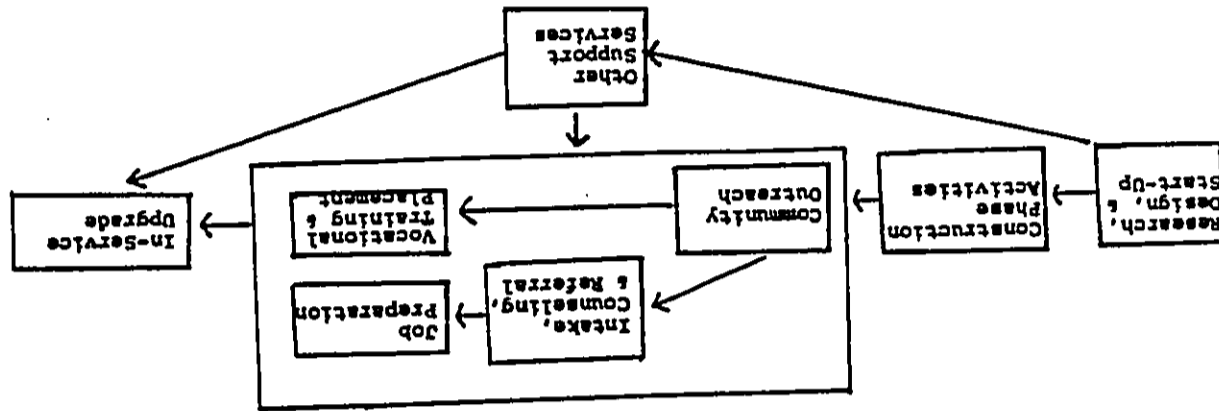 Research,
Design, &
Start-Up
Construction
Phase
Activities
Intake,
Counseling,
& Referral
Job
Preparation
Community
Outreach
Vocational
Training &
Placement
In-Service
Upgrade
Other
Support
Services